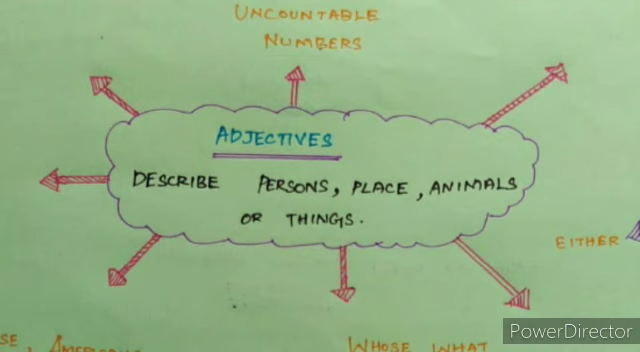 UNCOUNTABLE
NUMBERS
ADJECTIVES
DESCRIBE PERSONS, PLACE, ANIMALS
OR THINGS.
EITHER
WHOSE WHAT
PowerDirector